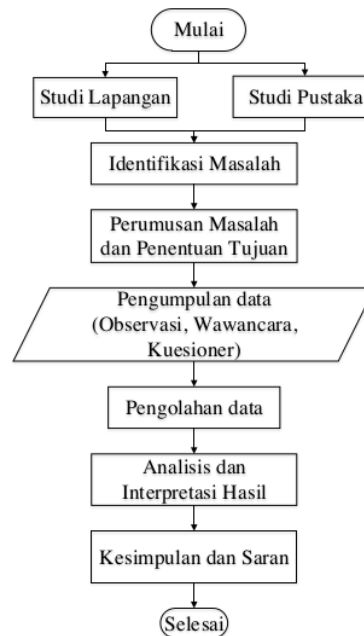 Mulai
Studi Lapangan
Studi Pustaka
Identifikasi Masalah
Perumusan Masalah
dan Penentuan Tujuan
Pengumpulan data
(Observasi, Wawancara,
Kuesioner)
Pengolahan data
Analisis dan
Interpretasi Hasil
Kesimpulan dan Saran
Selesai